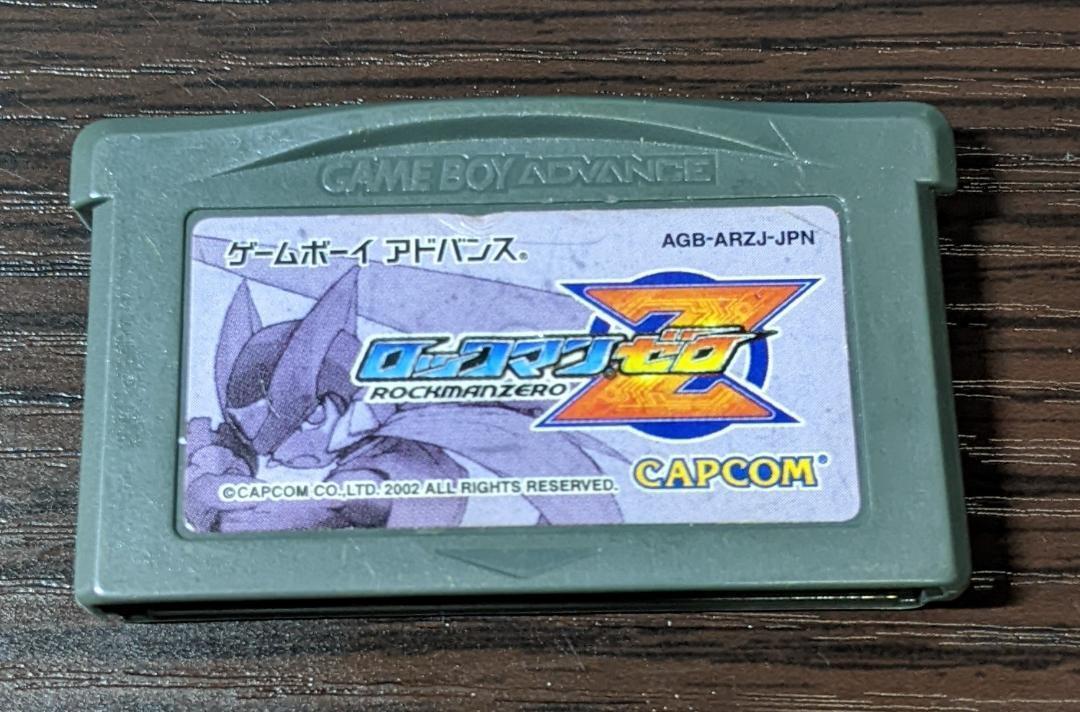 GAME BOY ADVANCE
ゲームボーイ アドバンス®
AGB-ARZJ-JPN
Z
ロックマン ゼロ
ROCKMANZERO
©CAPCOM CO.,LTD. 2002 ALL RIGHTS RESERVED.
CAPCOM®